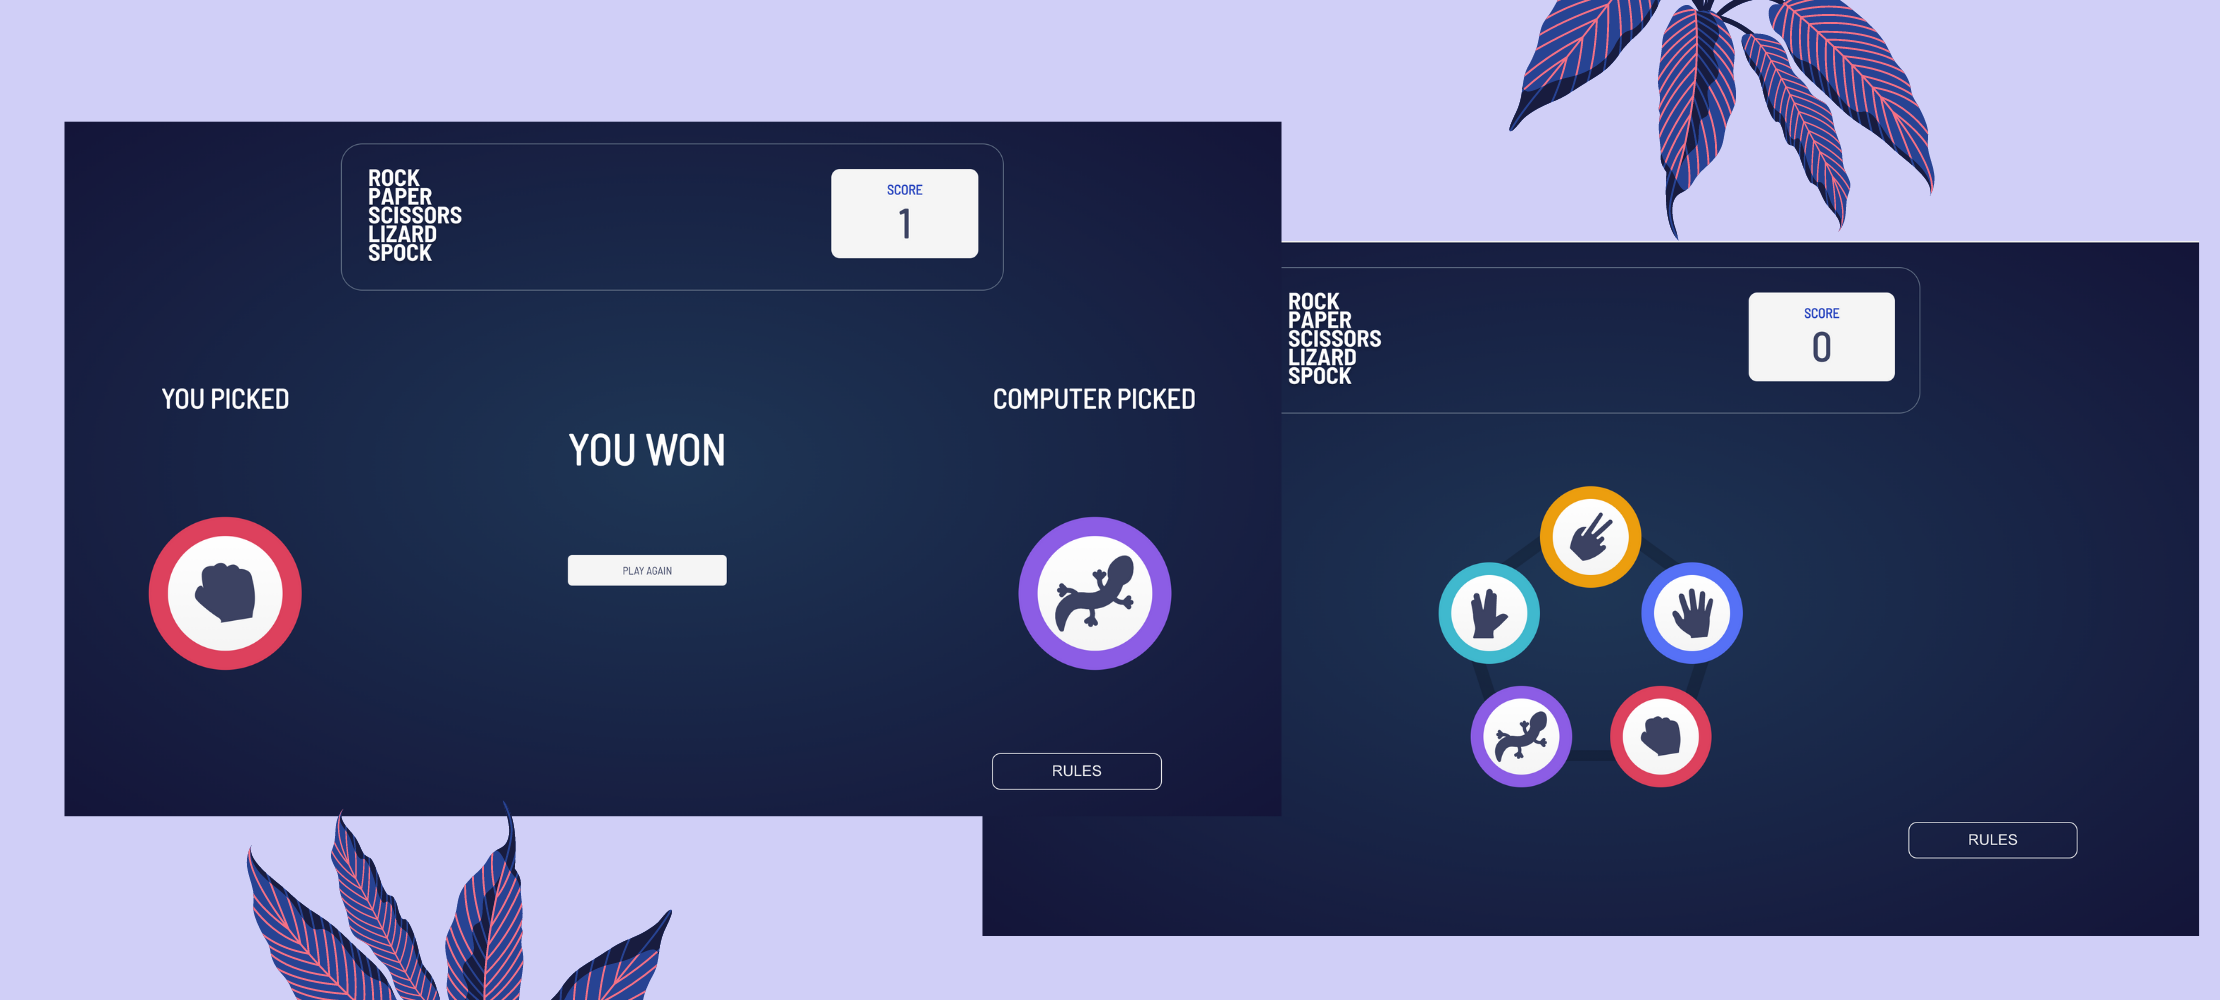 ROCK
PAPER
SCISSORS
LIZARD
SPOCK
SCORE
1
YOU PICKED
COMPUTER PICKED
YOU WON
PLAY AGAIN
RULES
ROCK
PAPER
SCISSORS
LIZARD
SPOCK
SCORE
0
RULES